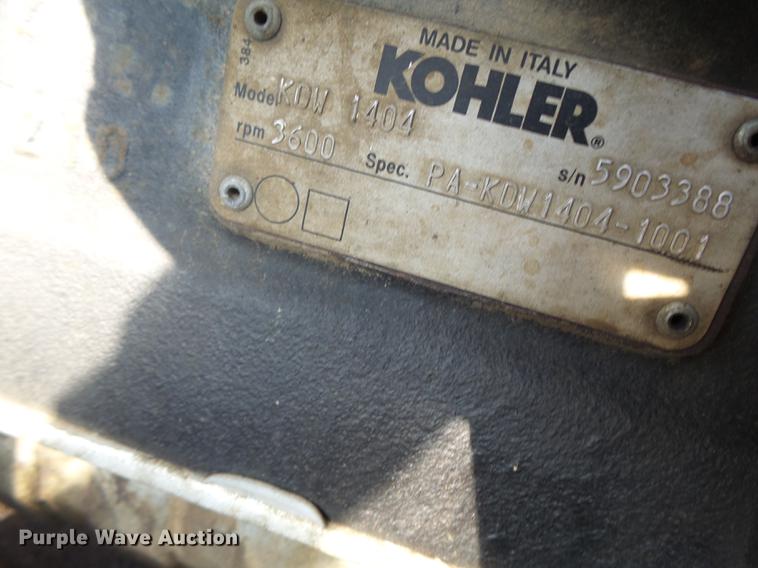 MADE IN ITALY
KOHLER®
384
Model KDW 1404
rpm 3600 Spec. PA-KDW1404-1001
s/n 5903388
Purple Wave Auction